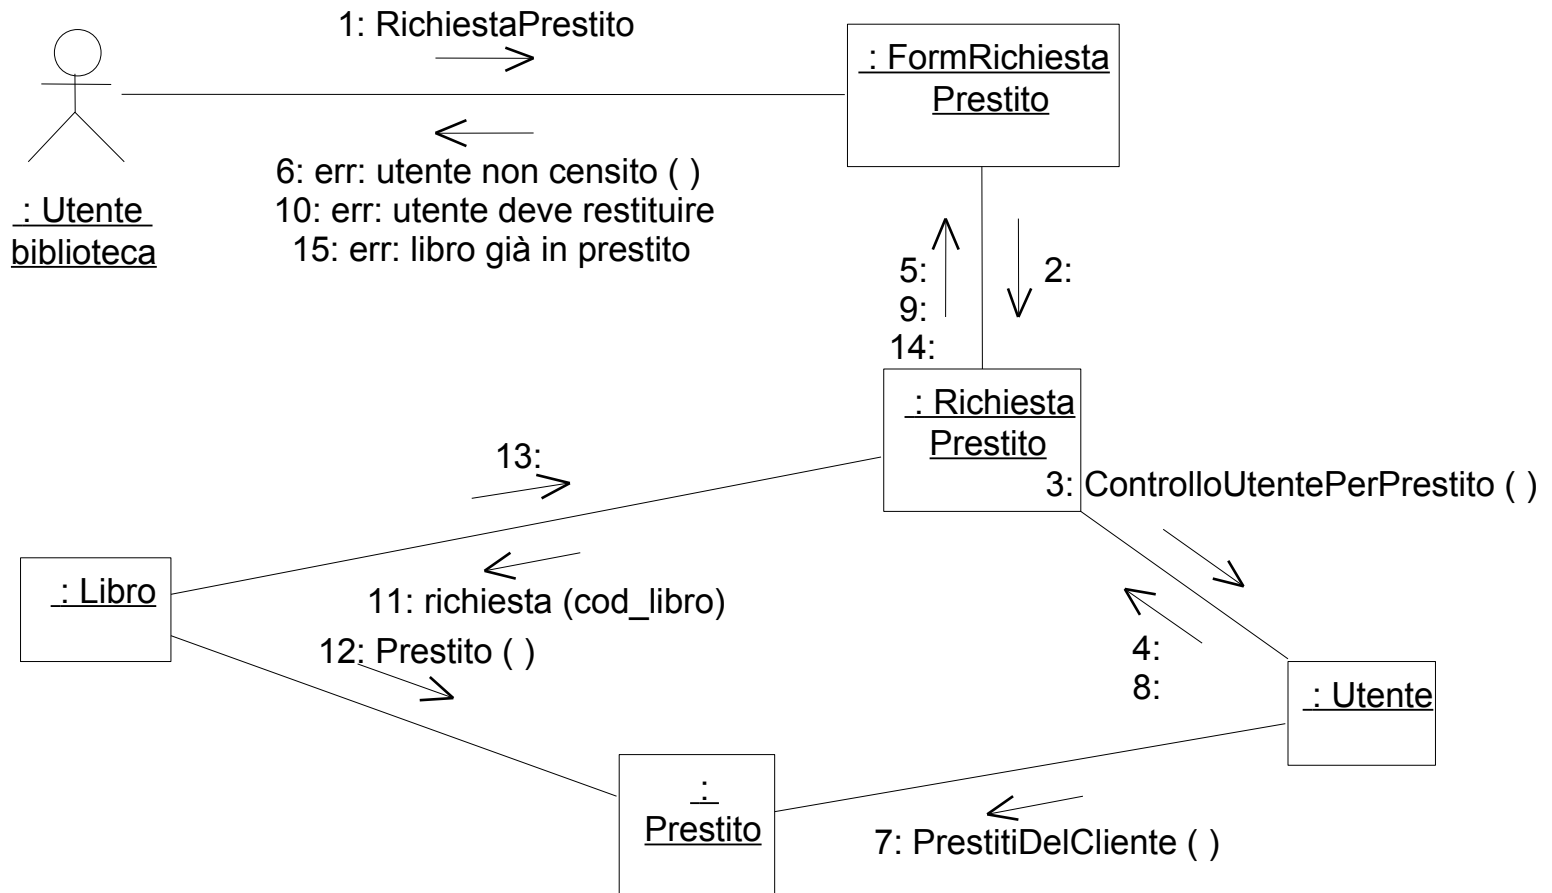 1: RichiestaPrestito
: FormRichiesta
Prestito
6: err: utente non censito ( )
10: err: utente deve restituire
15: err: libro già in prestito
: Utente
biblioteca
5:
9:
14:
2:
: Richiesta
Prestito
13:
3: ControlloUtentePerPrestito ( )
: Libro
11: richiesta (cod_libro)
12: Prestito ( )
4:
8:
: Utente
:
Prestito
7: PrestitiDelCliente ( )